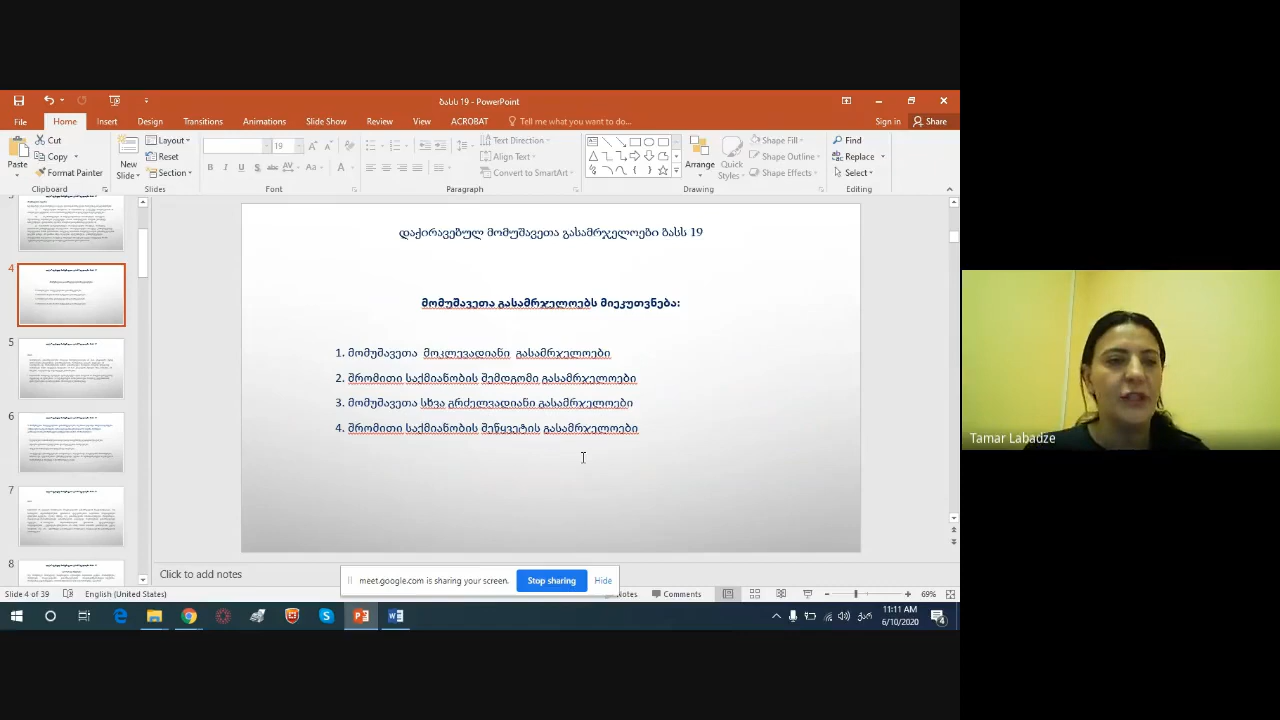 ბასს 19 - PowerPoint
File Home Insert Design Transitions Animations Slide Show Review View ACROBAT Tell me what you want to do... Sign in Share
Paste Cut Copy Format Painter
Clipboard
New Slide Layout Reset Section
Slides
19
Font
Text Direction Align Text Convert to SmartArt
Paragraph
Arrange Quick Styles Shape Fill Shape Outline Shape Effects
Drawing
Find Replace Select
Editing
4
5
6
7
8
დაქირავებულ მომუშავეთა გასამრჯელოები ბასს 19
მომუშავეთა გასამრჯელოებს მიეკუთვნება:
1. მომუშავეთა მოკლევადიანი გასამრჯელოები
2. შრომითი საქმიანობის შემდგომი გასამრჯელოები
3. მომუშავეთა სხვა გრძელვადიანი გასამრჯელოები
4. შრომითი საქმიანობის შეწყვეტის გასამრჯელოები
Click to add notes
meet.google.com is sharing your screen. Stop sharing Hide
Slide 4 of 39 English (United States) Notes Comments 69%
11:11 AM
6/10/2020
4
Tamar Labadze